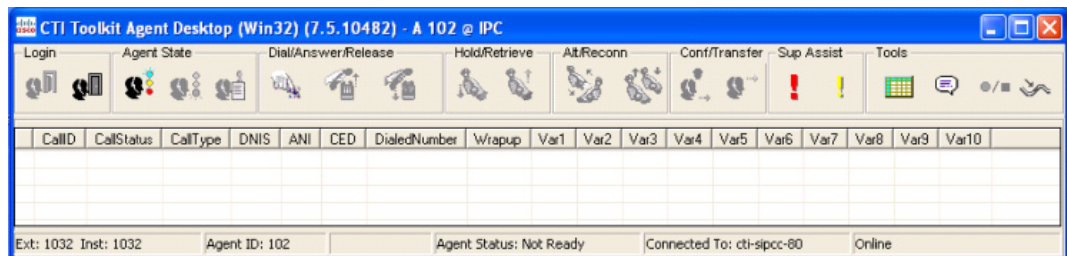 CTI Toolkit Agent Desktop (Win32) (7.5.10482) - A 102 @ IPC
Login Agent State Dial/Answer/Release Hold/Retrieve Alt/Reconn Conf/Transfer Sup Assist Tools
CallID CallStatus CallType DNIS ANI CED DialedNumber Wrapup Var1 Var2 Var3 Var4 Var5 Var6 Var7 Var8 Var9 Var10
Ext: 1032 Inst: 1032 Agent ID: 102 Agent Status: Not Ready Connected To: cti-sipcc-80 Online